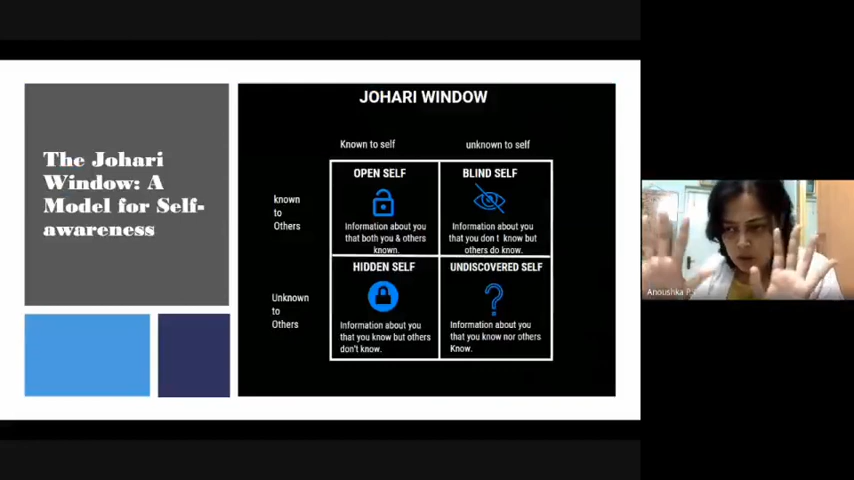 The Johari
Window: A
Model for Self-
awareness
JOHARI WINDOW
Known to self
unknown to self
known
to
Others
OPEN SELF
Information about you
that both you & others
known.
BLIND SELF
Information about you
that you don t know but
others do know.
Unknown
to
Others
HIDDEN SELF
Information about you
that you know but others
don't know.
UNDISCOVERED SELF
?
Information about you
that you know nor others
Know.
Anoushka P